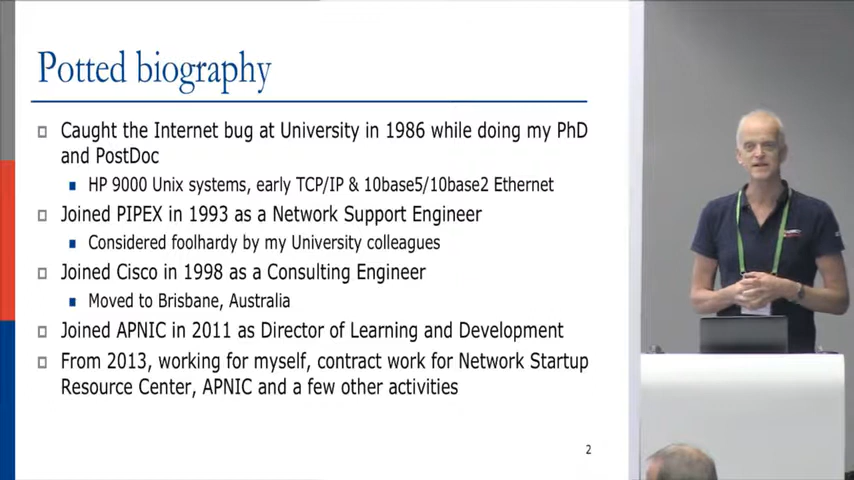 Potted biography
Caught the Internet bug at University in 1986 while doing my PhD
and PostDoc
HP 9000 Unix systems, early TCP/IP & 10base5/10base2 Ethernet
Joined PIPEX in 1993 as a Network Support Engineer
Considered foolhardy by my University colleagues
Joined Cisco in 1998 as a Consulting Engineer
Moved to Brisbane, Australia
Joined APNIC in 2011 as Director of Learning and Development
From 2013, working for myself, contract work for Network Startup
Resource Center, APNIC and a few other activities
2